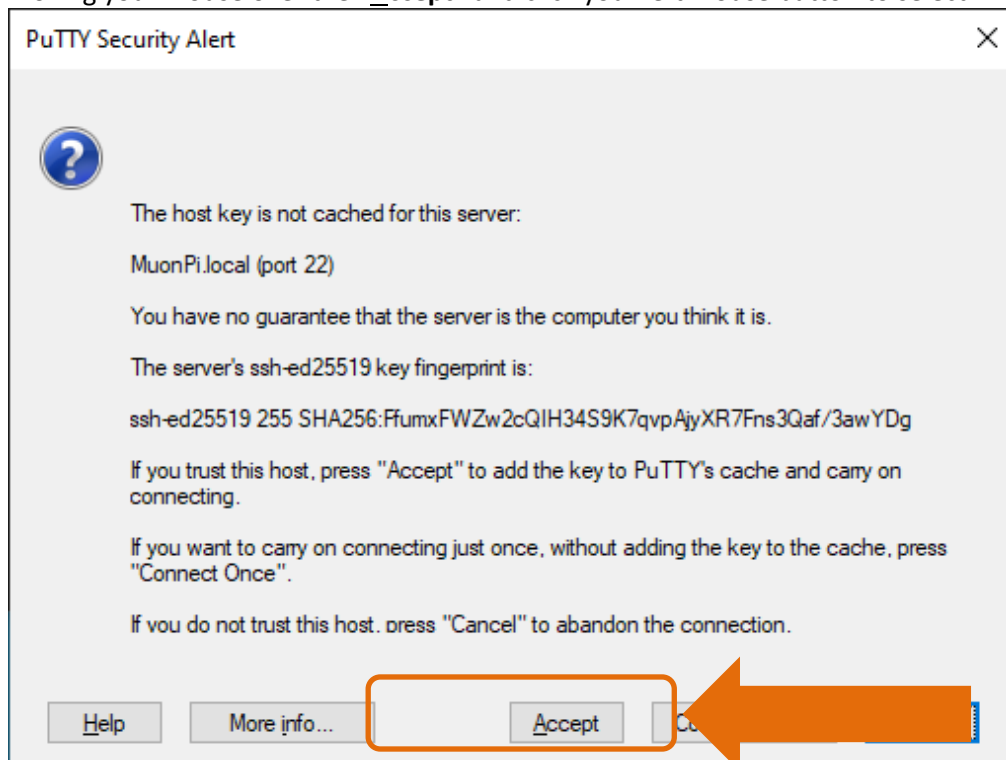 PuTTY Security Alert
The host key is not cached for this server:
MuonPi.local (port 22)
You have no guarantee that the server is the computer you think it is.
The server's ssh-ed25519 key fingerprint is:
ssh-ed25519 255 SHA256:FfumxFWZw2cQIH34S9K7qvpAjyXR7Fns3Qaf/3awYDg
If you trust this host, press "Accept" to add the key to PuTTY's cache and carry on
connecting.
If you want to carry on connecting just once, without adding the key to the cache, press
"Connect Once".
If you do not trust this host, press "Cancel" to abandon the connection.
Help More info... Accept